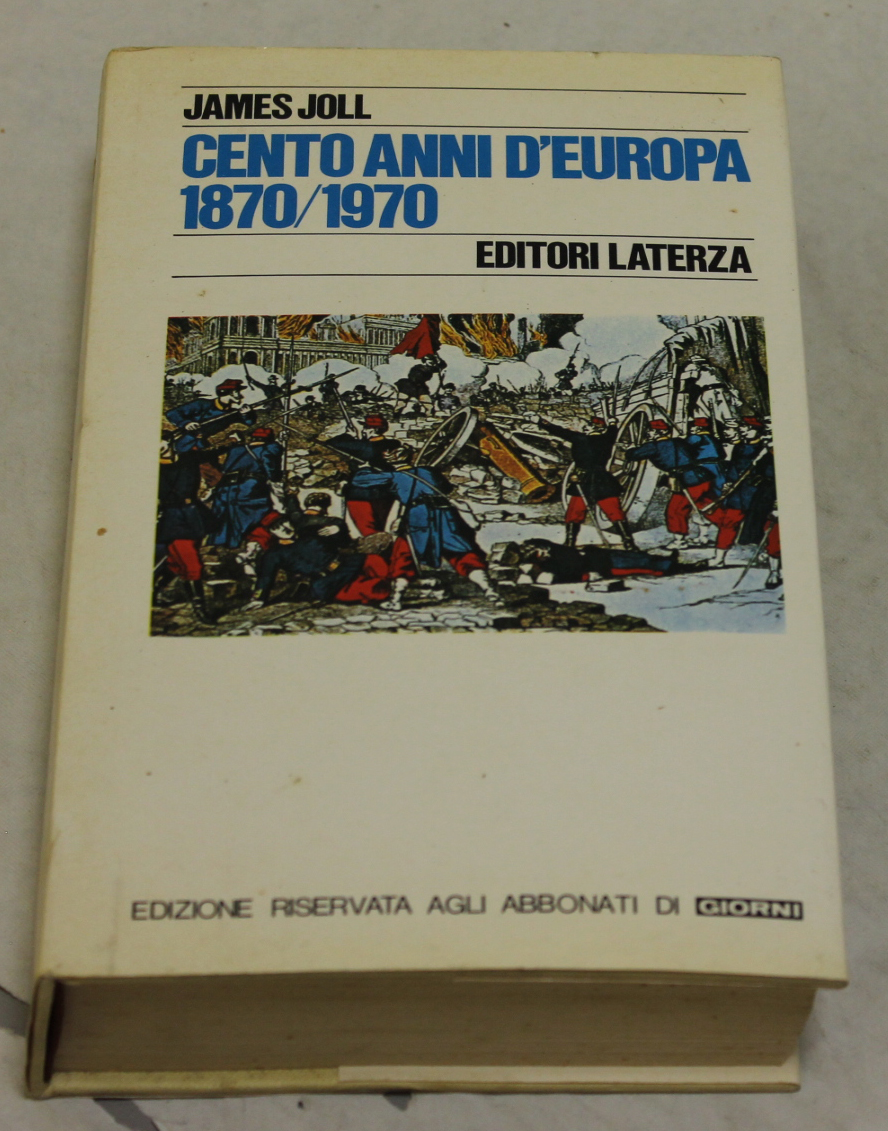 JAMES JOLL
CENTO ANNI D'EUROPA
1870/1970
EDITORI LATERZA
EDIZIONE RISERVATA AGLI ABBONATI DI GIORNI